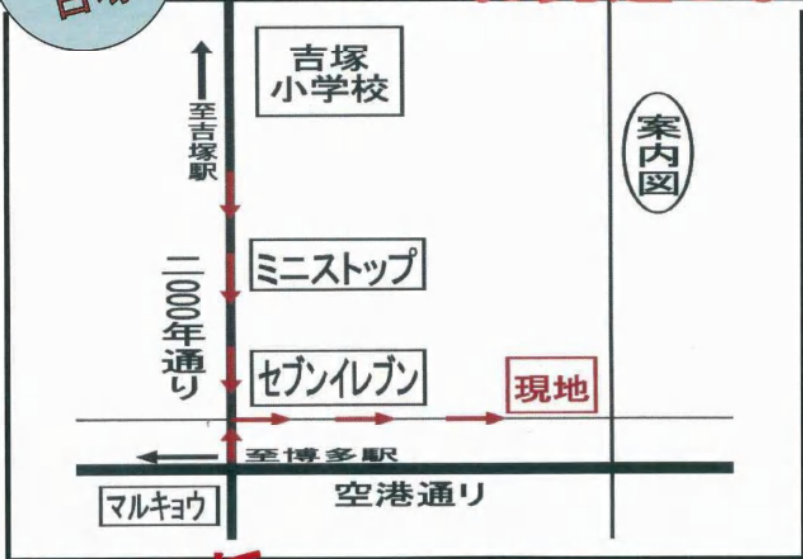 吉塚
小学校
至吉塚駅
案内図
ミニストップ
二〇〇〇年通り
セブンイレブン
現地
至博多駅
空港通り
マルキョウ